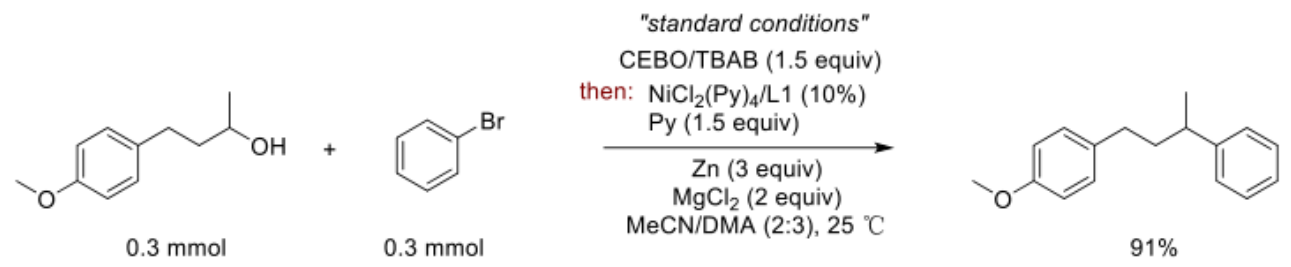 "standard conditions"
CEBO/TBAB (1.5 equiv)
then: NiCl₂(Py)₄/L1 (10%)
Py (1.5 equiv)
OH
+
Br
Zn (3 equiv)
MgCl₂ (2 equiv)
MeCN/DMA (2:3), 25 ℃
O
O
0.3 mmol
0.3 mmol
91%